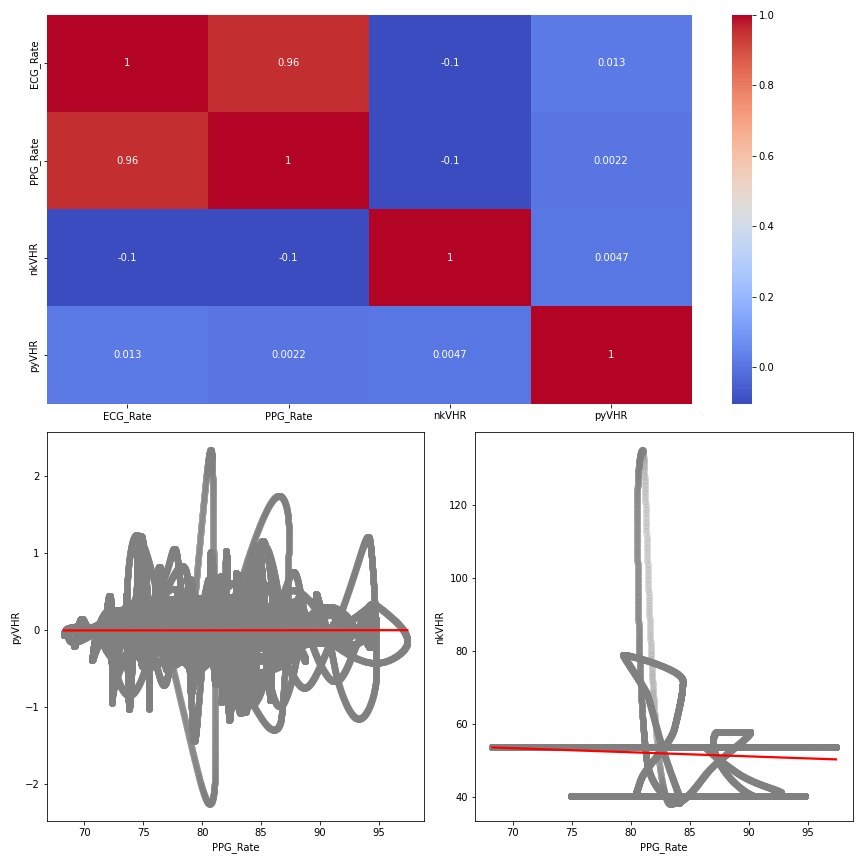 ECG_Rate 1 0.96 -0.1 0.013
PPG_Rate 0.96 1 -0.1 0.0022
nkVHR -0.1 -0.1 1 0.0047
pyVHR 0.013 0.0022 0.0047 1
ECG_Rate PPG_Rate nkVHR pyVHR
1.0
0.8
0.6
0.4
0.2
0.0
pyVHR
2
1
0
−1
−2
70 75 80 85 90 95
PPG_Rate
nkVHR
120
100
80
60
40
70 75 80 85 90 95
PPG_Rate